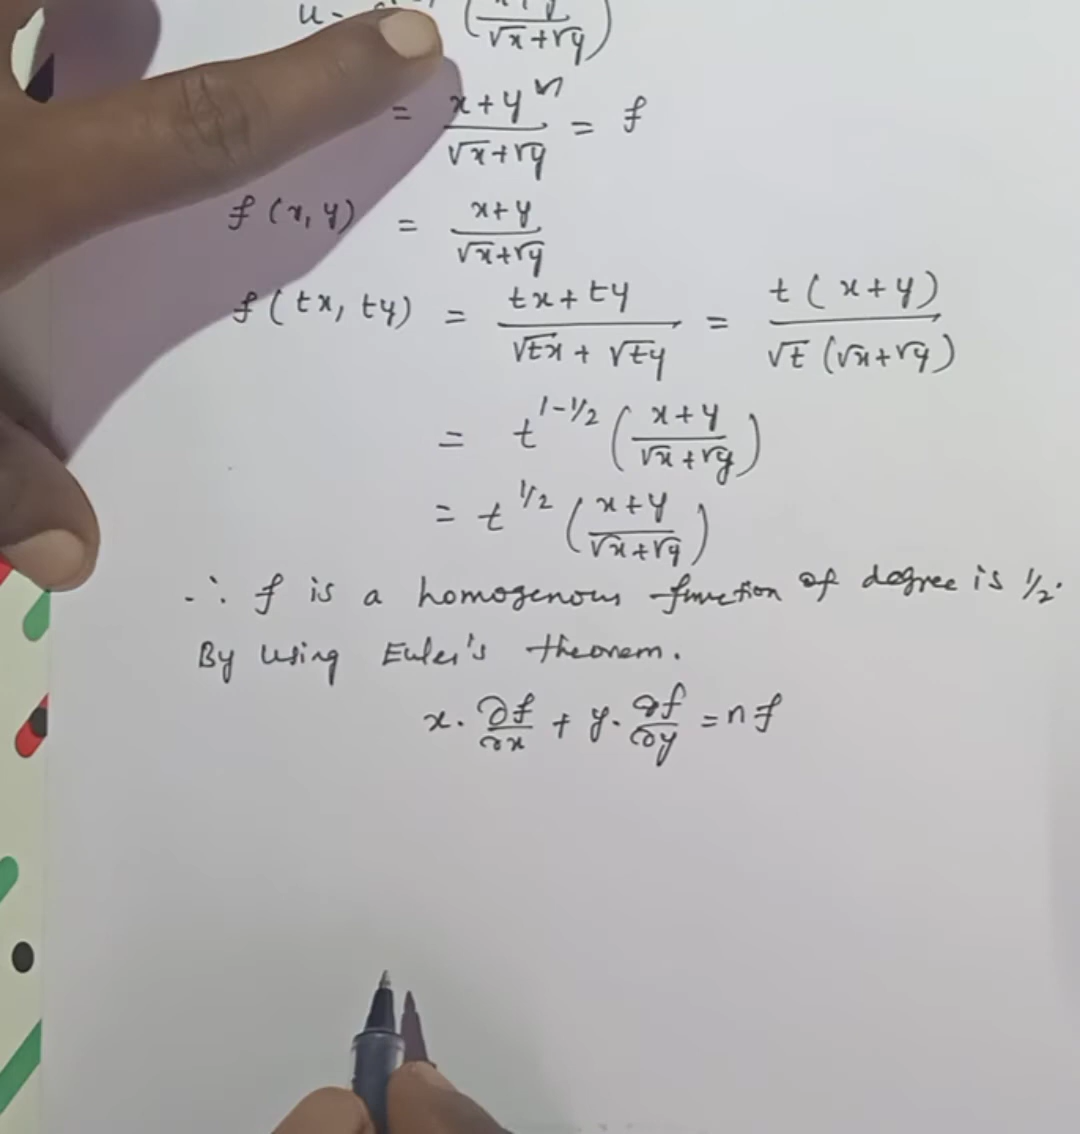 u = (x+y/√x+√y)
= x+y/√x+√y = f
f(x, y) = x+y/√x+√y
f(tx, ty) = tx+ty/√tx + √ty = t(x+y)/√t(√x+√y)
= t^1-1/2 (x+y/√x+√y)
= t^1/2 (x+y/√x+√y)
∴ f is a homogenous function of degree is 1/2.
By using Euler's theorem.
x. ∂f/∂x + y. ∂f/∂y = nf